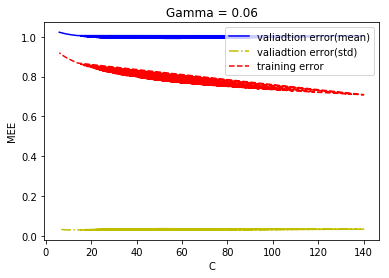 Gamma = 0.06
valiadtion error(mean)
valiadtion error(std)
training error
MEE
1.0
0.8
0.6
0.4
0.2
0.0
0 20 40 60 80 100 120 140
C